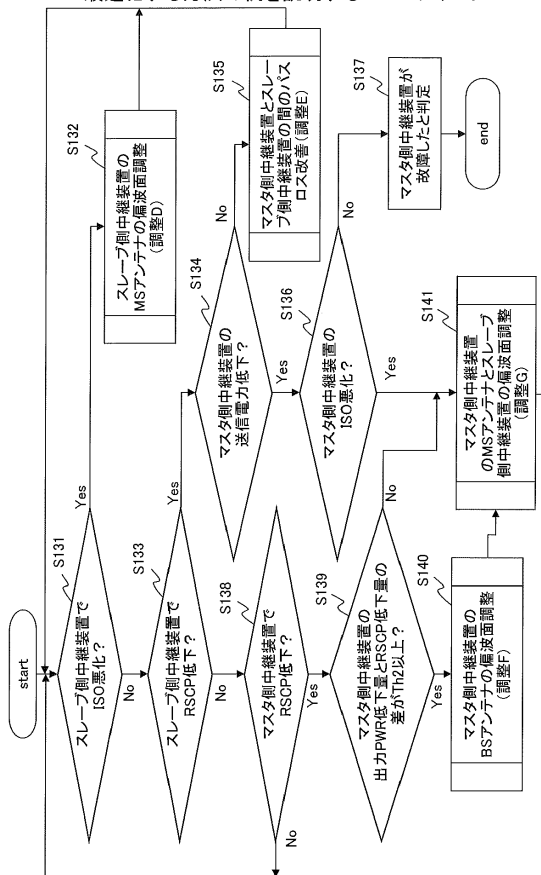 start
S131
スレーブ側中継装置で
ISO悪化?
Yes
No
S132
スレーブ側中継装置の
MSアンテナの偏波面調整
(調整D)
S133
スレーブ側中継装置で
RSCP低下?
Yes
No
S134
マスタ側中継装置の
送信電力低下?
No
Yes
S135
マスタ側中継装置とスレー
ブ側中継装置の間のパス
ロス改善(調整E)
S136
マスタ側中継装置の
ISO悪化?
No
Yes
S137
マスタ側中継装置が
故障したと判定
end
S138
マスタ側中継装置で
RSCP低下?
No
Yes
S139
マスタ側中継装置の
出力PWR低下量とRSCP低下量の
差がTh2以上?
No
Yes
S140
マスタ側中継装置の
BSアンテナの偏波面調整
(調整F)
S141
マスタ側中継装置
のMSアンテナとスレーブ
側中継装置の偏波面調整
(調整G)